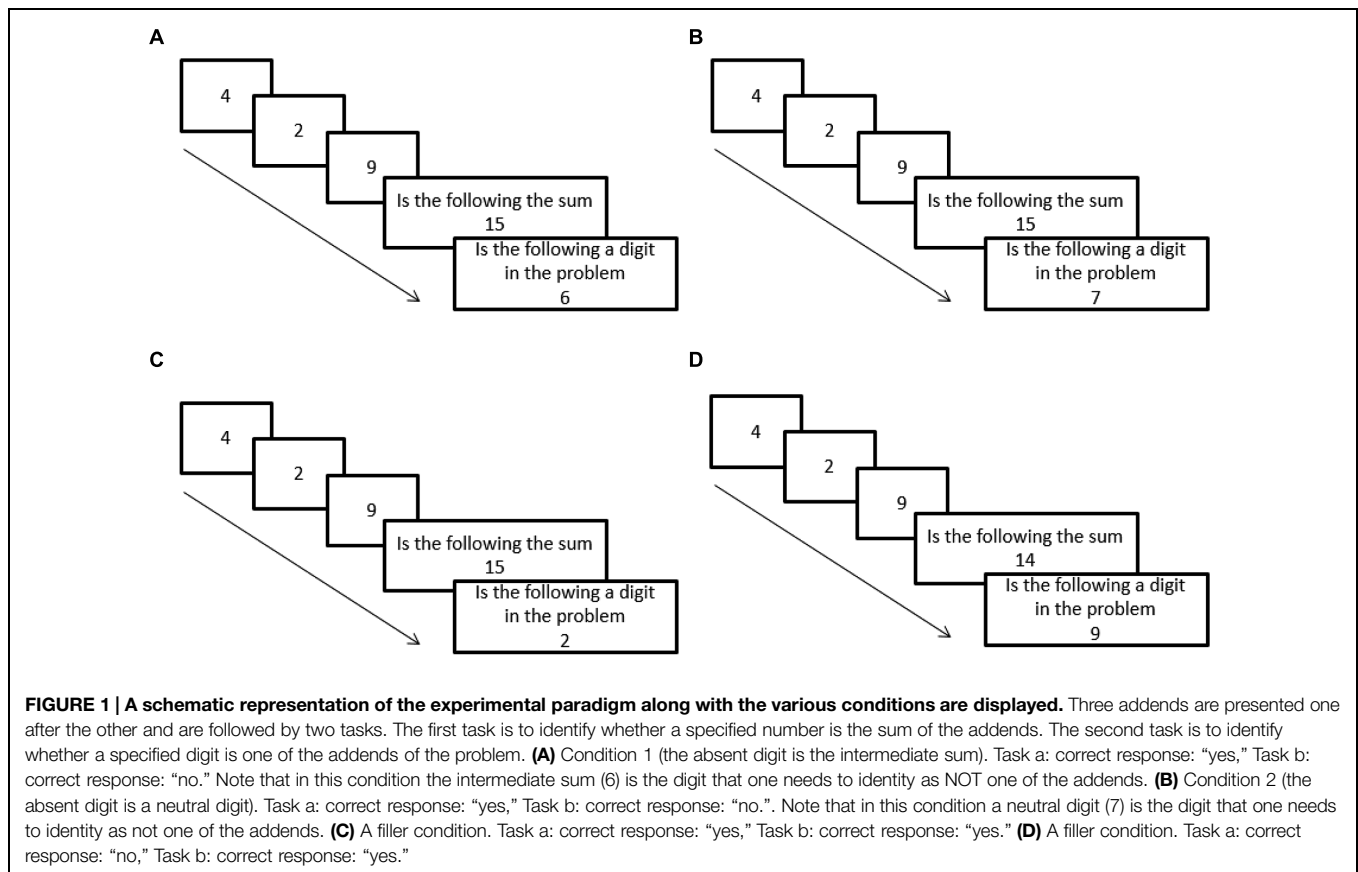 A
4
2
9
Is the following the sum
15
Is the following a digit
in the problem
6
B
4
2
9
Is the following the sum
15
Is the following a digit
in the problem
7
C
4
2
9
Is the following the sum
15
Is the following a digit
in the problem
2
D
4
2
9
Is the following the sum
14
Is the following a digit
in the problem
9
FIGURE 1 | A schematic representation of the experimental paradigm along with the various conditions are displayed. Three addends are presented one
after the other and are followed by two tasks. The first task is to identify whether a specified number is the sum of the addends. The second task is to identify
whether a specified digit is one of the addends of the problem. (A) Condition 1 (the absent digit is the intermediate sum). Task a: correct response: “yes,” Task b:
correct response: “no.” Note that in this condition the intermediate sum (6) is the digit that one needs to identity as NOT one of the addends. (B) Condition 2 (the
absent digit is a neutral digit). Task a: correct response: “yes,” Task b: correct response: “no.”. Note that in this condition a neutral digit (7) is the digit that one needs
to identity as not one of the addends. (C) A filler condition. Task a: correct response: “yes,” Task b: correct response: “yes.” (D) A filler condition. Task a: correct
response: “no,” Task b: correct response: “yes.”